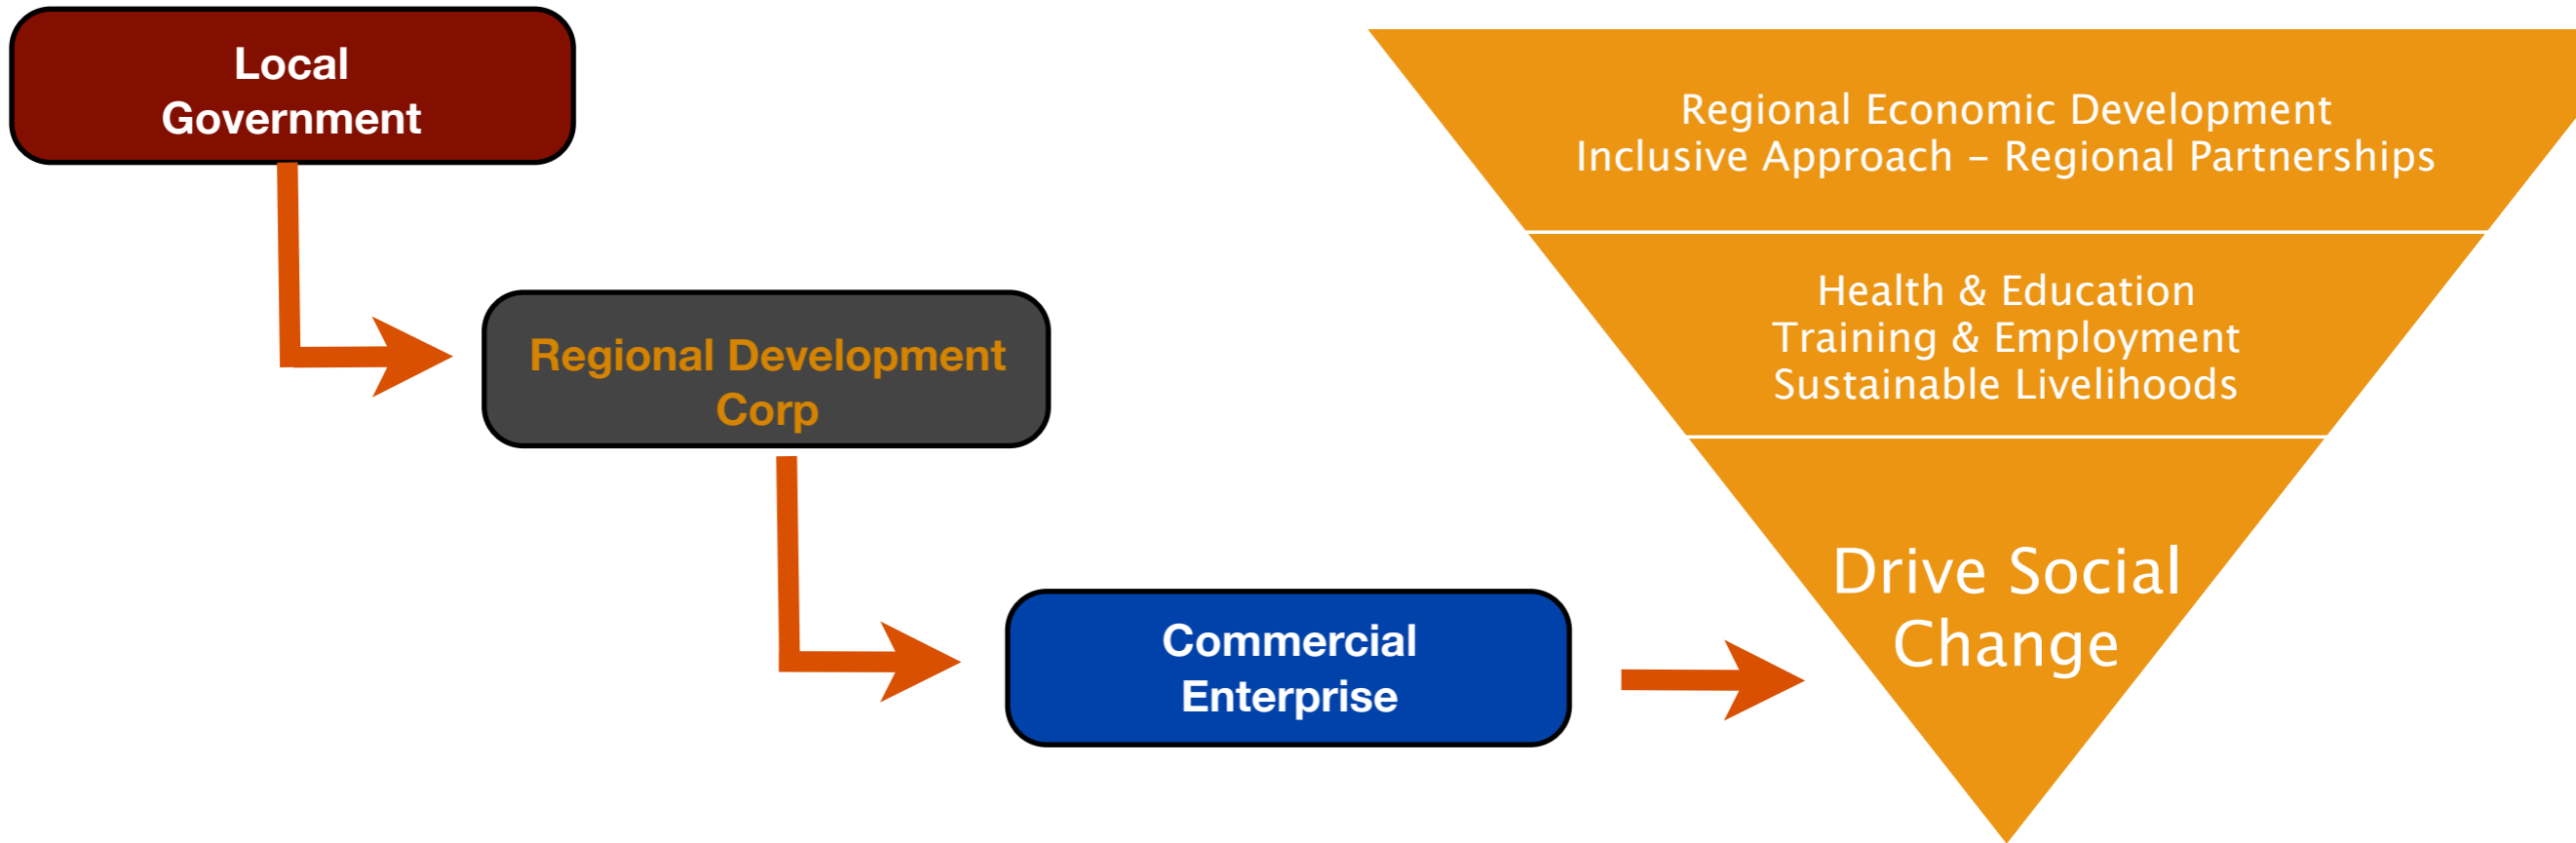 Local
Government
Regional Development
Corp
Commercial
Enterprise
Regional Economic Development
Inclusive Approach – Regional Partnerships
Health & Education
Training & Employment
Sustainable Livelihoods
Drive Social
Change